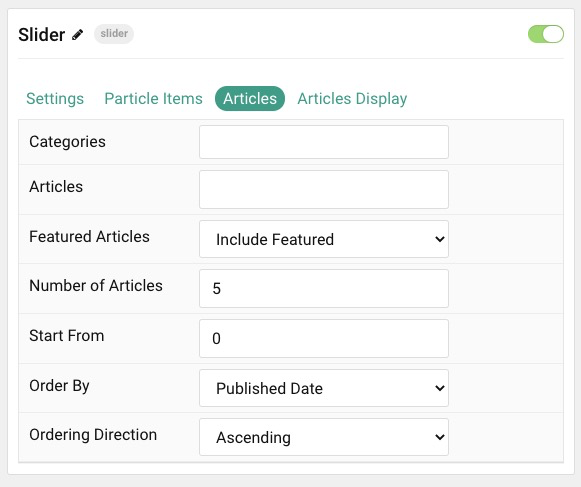 Slider slider
Settings Particle Items Articles Articles Display
Categories
Articles
Featured Articles Include Featured
Number of Articles 5
Start From 0
Order By Published Date
Ordering Direction Ascending